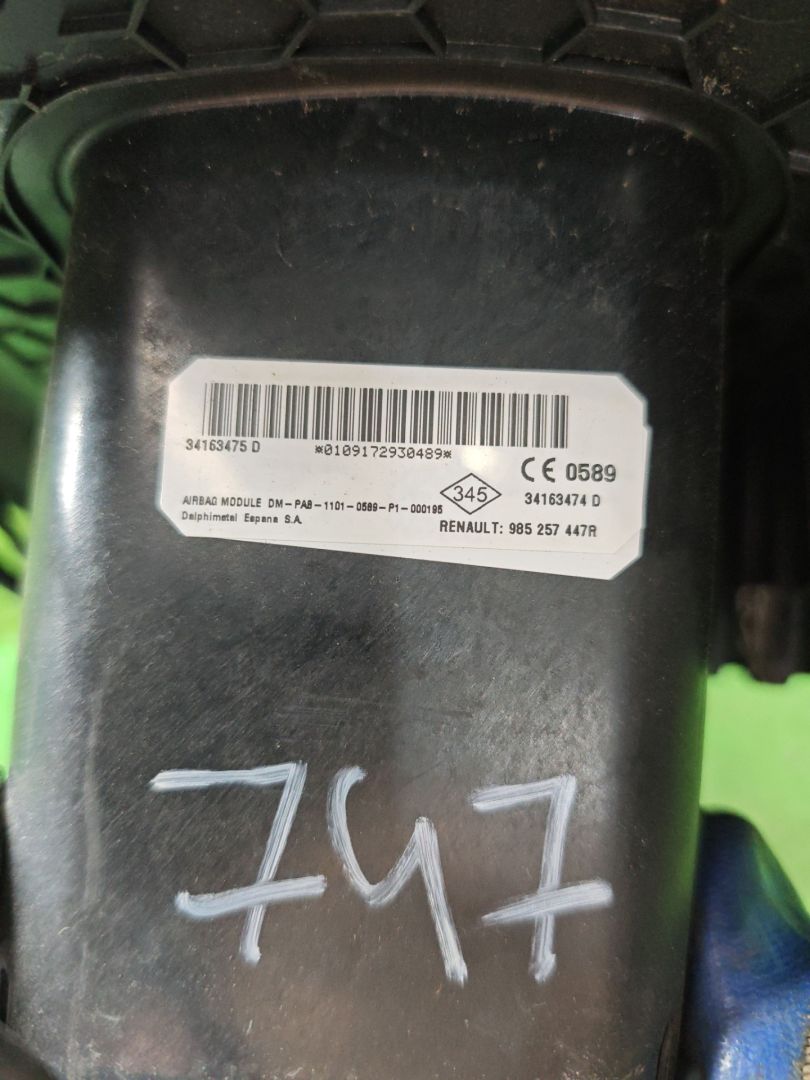 34163475 D
*0109172930489*
CE 0589
345
34163474 D
AIRBAG MODULE DM-PAB-1101-0589-P1-000195
Dalphimetal Espana S.A.
RENAULT: 985 257 447R
747